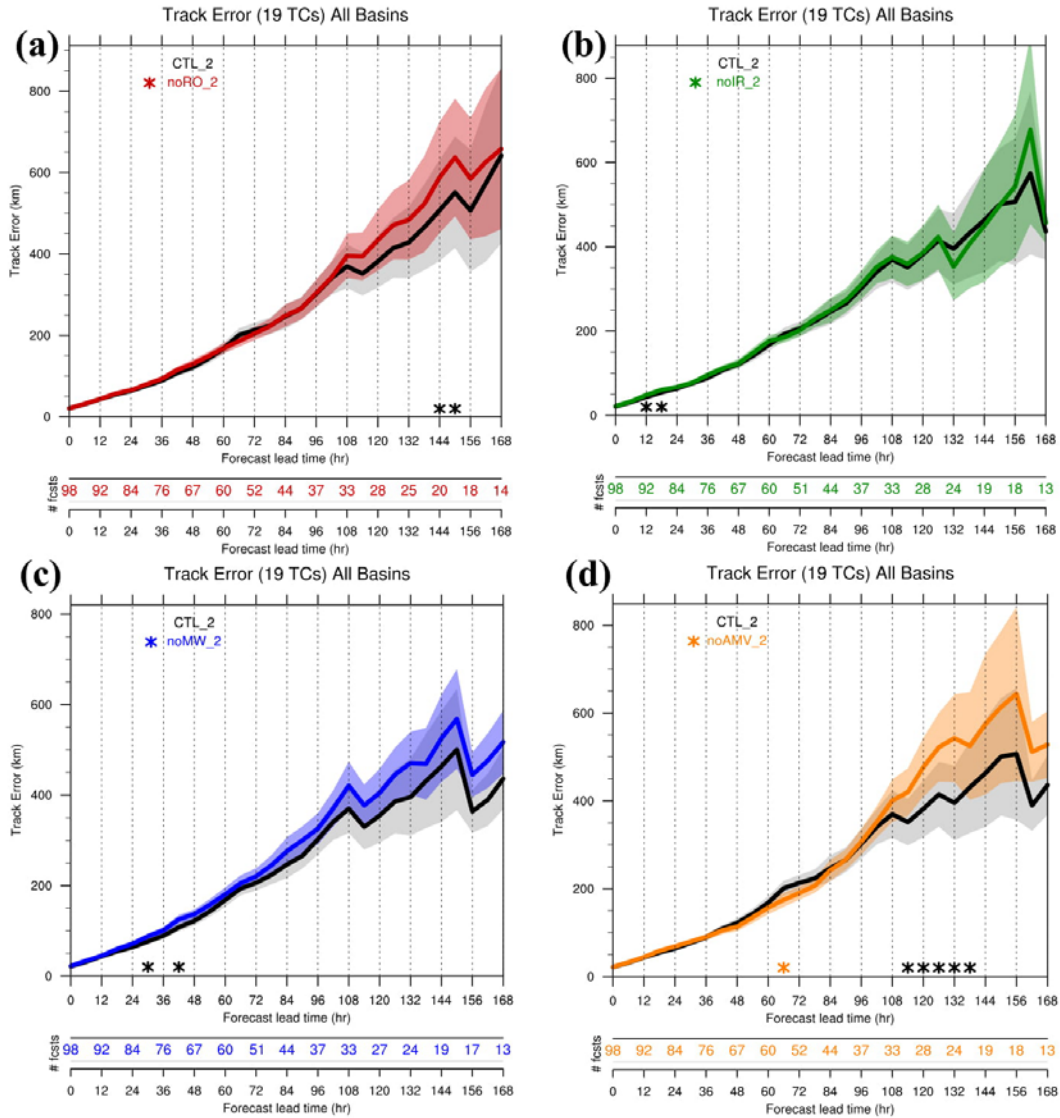 Track Error (19 TCs) All Basins
(a)
CTL_2
noRO_2
800
600
400
200
0
Track Error (km)
0 12 24 36 48 60 72 84 96 108 120 132 144 156 168
Forecast lead time (hr)
# fcsts
98 92 84 76 67 60 52 44 37 33 28 25 20 18 14
0 12 24 36 48 60 72 84 96 108 120 132 144 156 168
Forecast lead time (hr)
Track Error (19 TCs) All Basins
(b)
CTL_2
noIR_2
800
600
400
200
0
Track Error (km)
0 12 24 36 48 60 72 84 96 108 120 132 144 156 168
Forecast lead time (hr)
# fcsts
98 92 84 76 67 60 51 44 37 33 28 24 19 18 13
0 12 24 36 48 60 72 84 96 108 120 132 144 156 168
Forecast lead time (hr)
Track Error (19 TCs) All Basins
(c)
CTL_2
noMW_2
800
600
400
200
0
Track Error (km)
0 12 24 36 48 60 72 84 96 108 120 132 144 156 168
Forecast lead time (hr)
# fcsts
98 92 84 76 67 60 51 44 37 33 27 24 19 17 13
0 12 24 36 48 60 72 84 96 108 120 132 144 156 168
Forecast lead time (hr)
Track Error (19 TCs) All Basins
(d)
CTL_2
noAMV_2
800
600
400
200
0
Track Error (km)
0 12 24 36 48 60 72 84 96 108 120 132 144 156 168
Forecast lead time (hr)
# fcsts
98 92 84 76 67 60 52 44 37 33 28 24 19 18 13
0 12 24 36 48 60 72 84 96 108 120 132 144 156 168
Forecast lead time (hr)